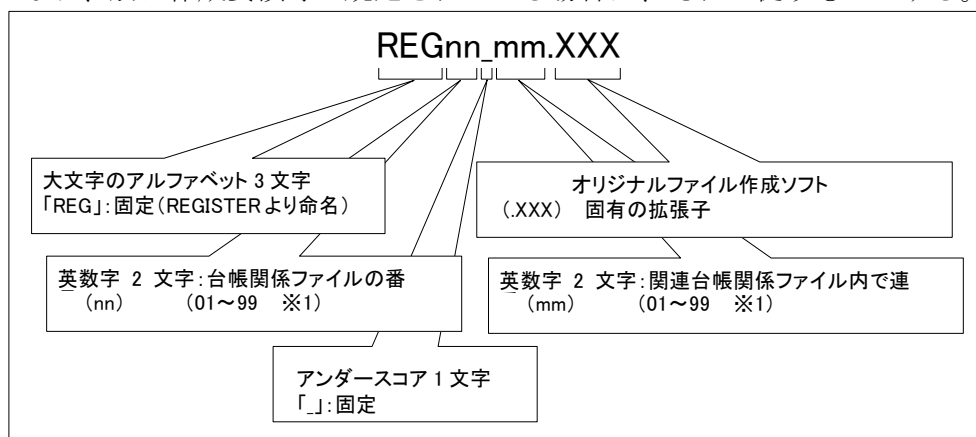 REGnn_mm.XXX
大文字のアルファベット 3 文字
「REG」:固定(REGISTERより命名)
オリジナルファイル作成ソフト
(.XXX) 固有の拡張子
英数字 2 文字:台帳関係ファイルの番
(nn) (01～99 ※1)
英数字 2 文字:関連台帳関係ファイル内で連
(mm) (01～99 ※1)
アンダースコア 1 文字
「_」:固定